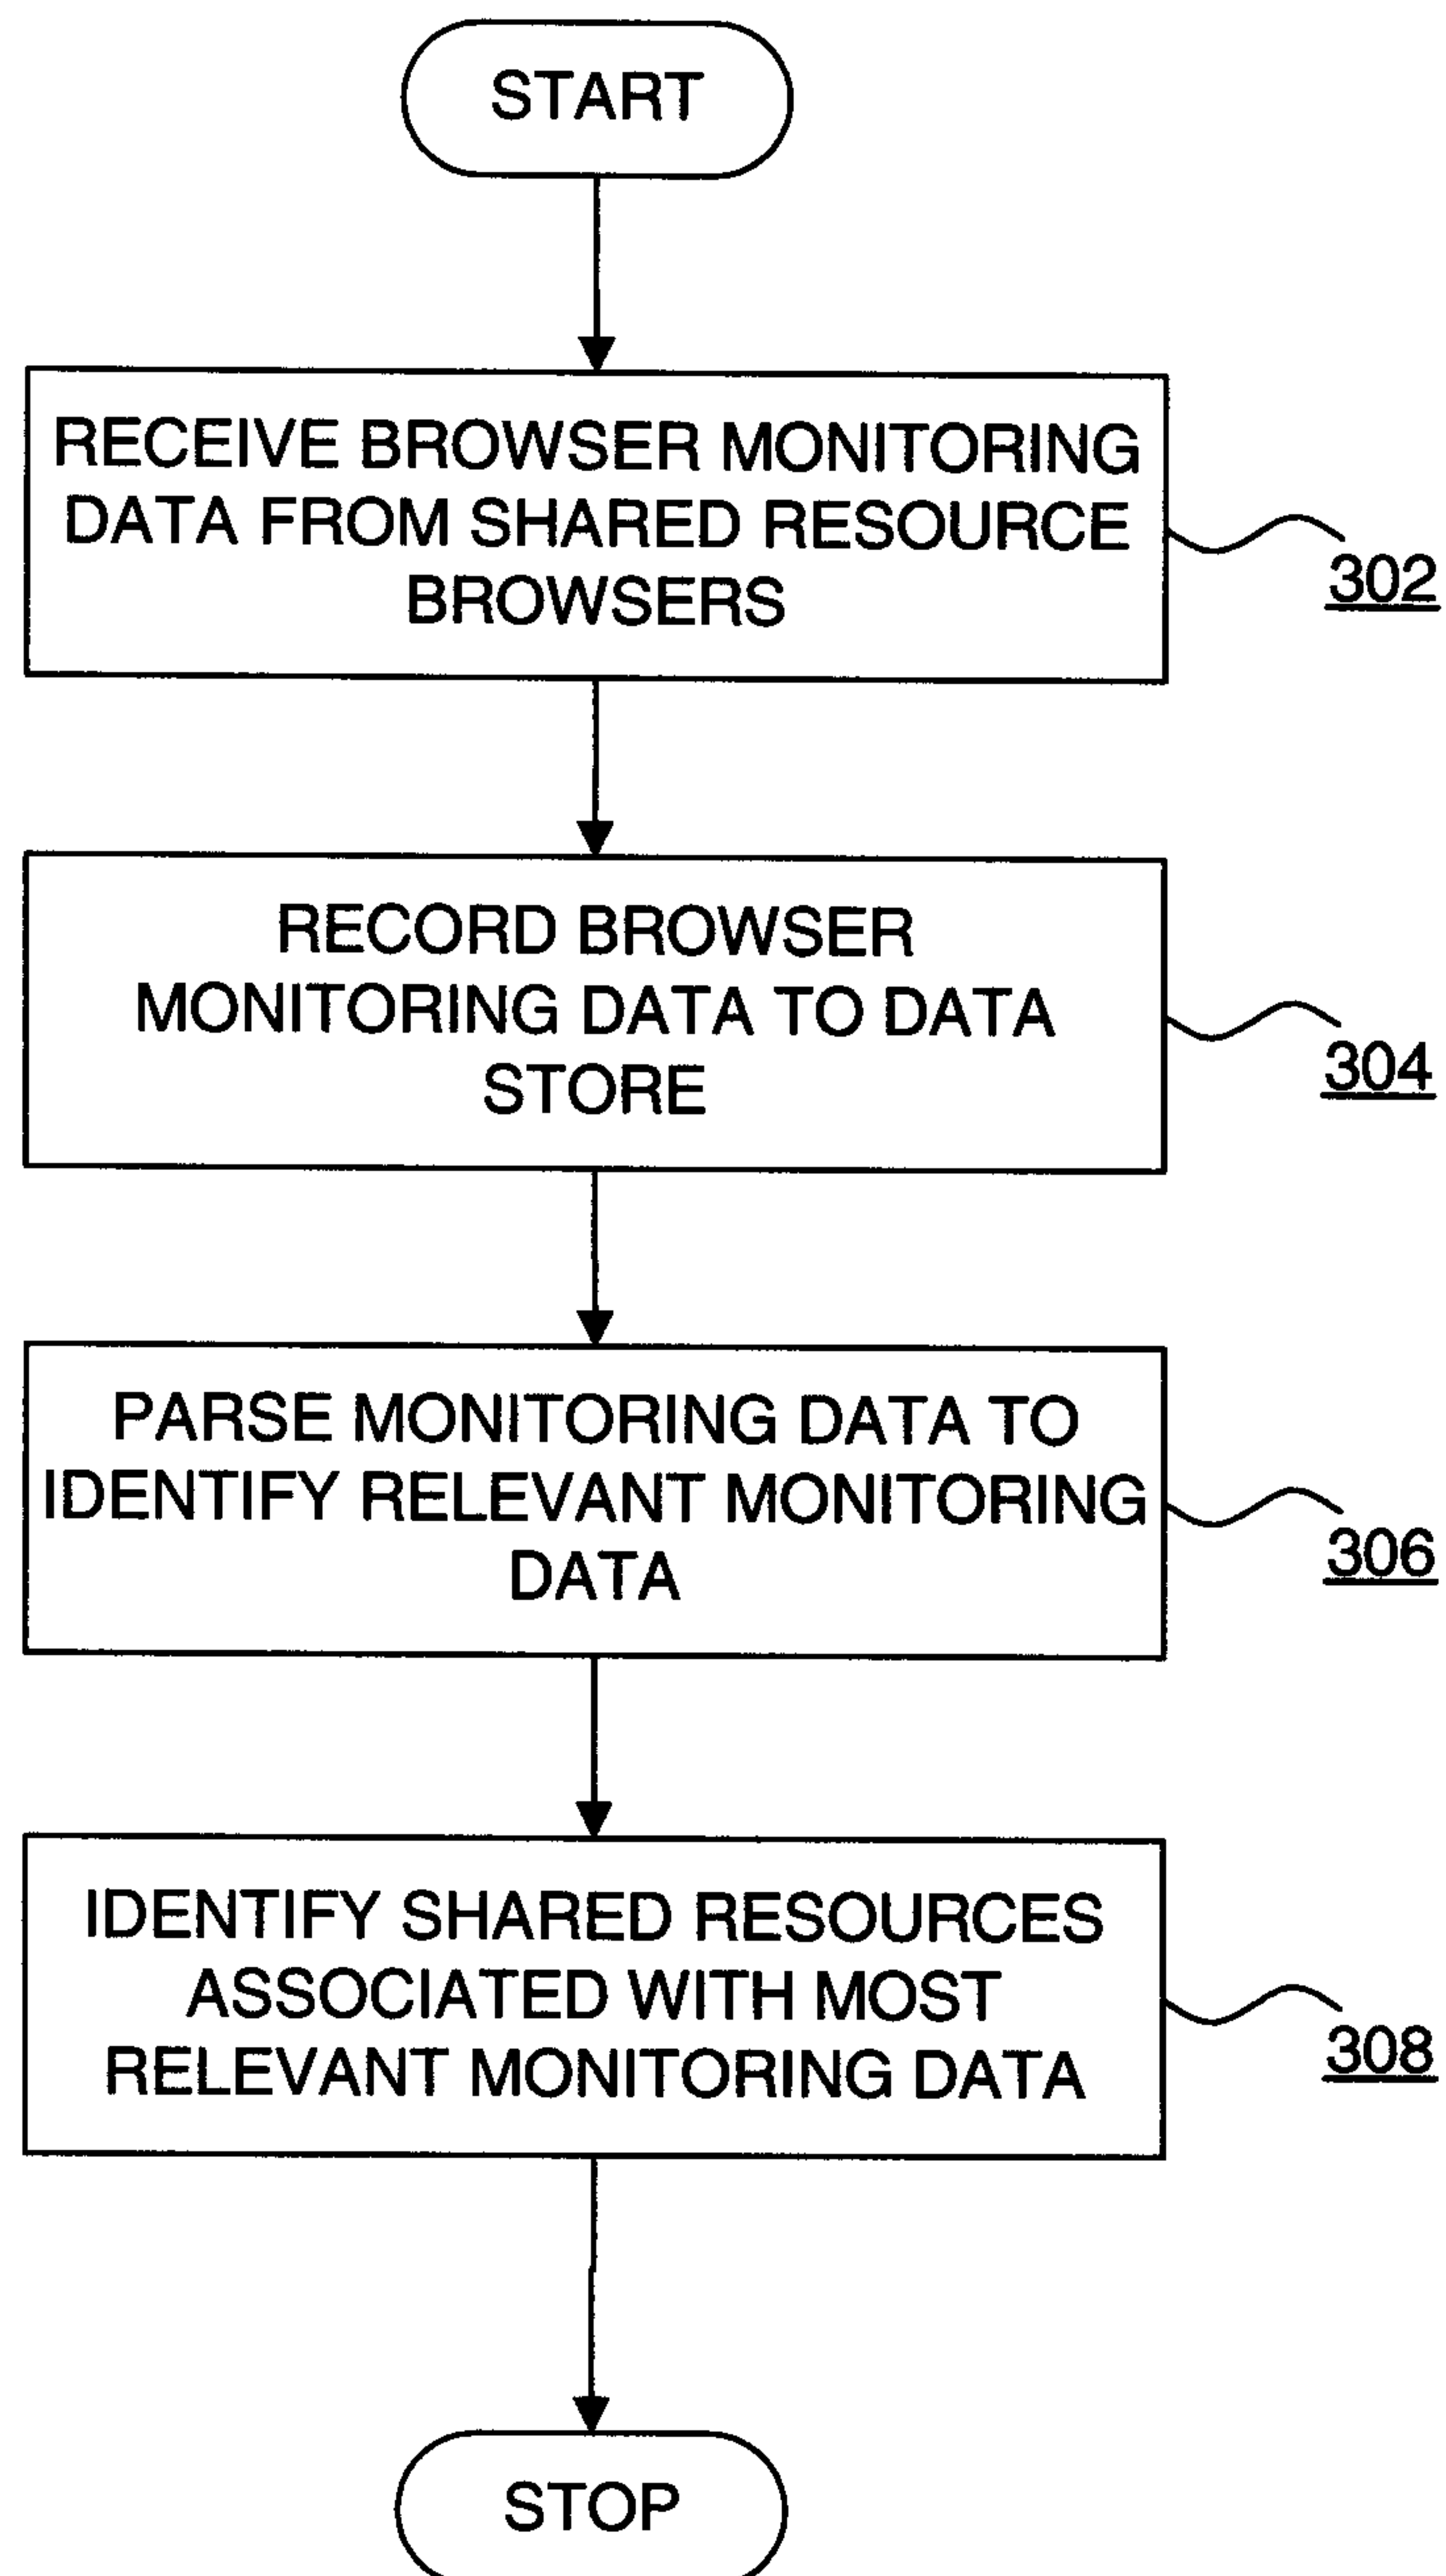 START
RECEIVE BROWSER MONITORING
DATA FROM SHARED RESOURCE
BROWSERS
302
RECORD BROWSER
MONITORING DATA TO DATA
STORE
304
PARSE MONITORING DATA TO
IDENTIFY RELEVANT MONITORING
DATA
306
IDENTIFY SHARED RESOURCES
ASSOCIATED WITH MOST
RELEVANT MONITORING DATA
308
STOP